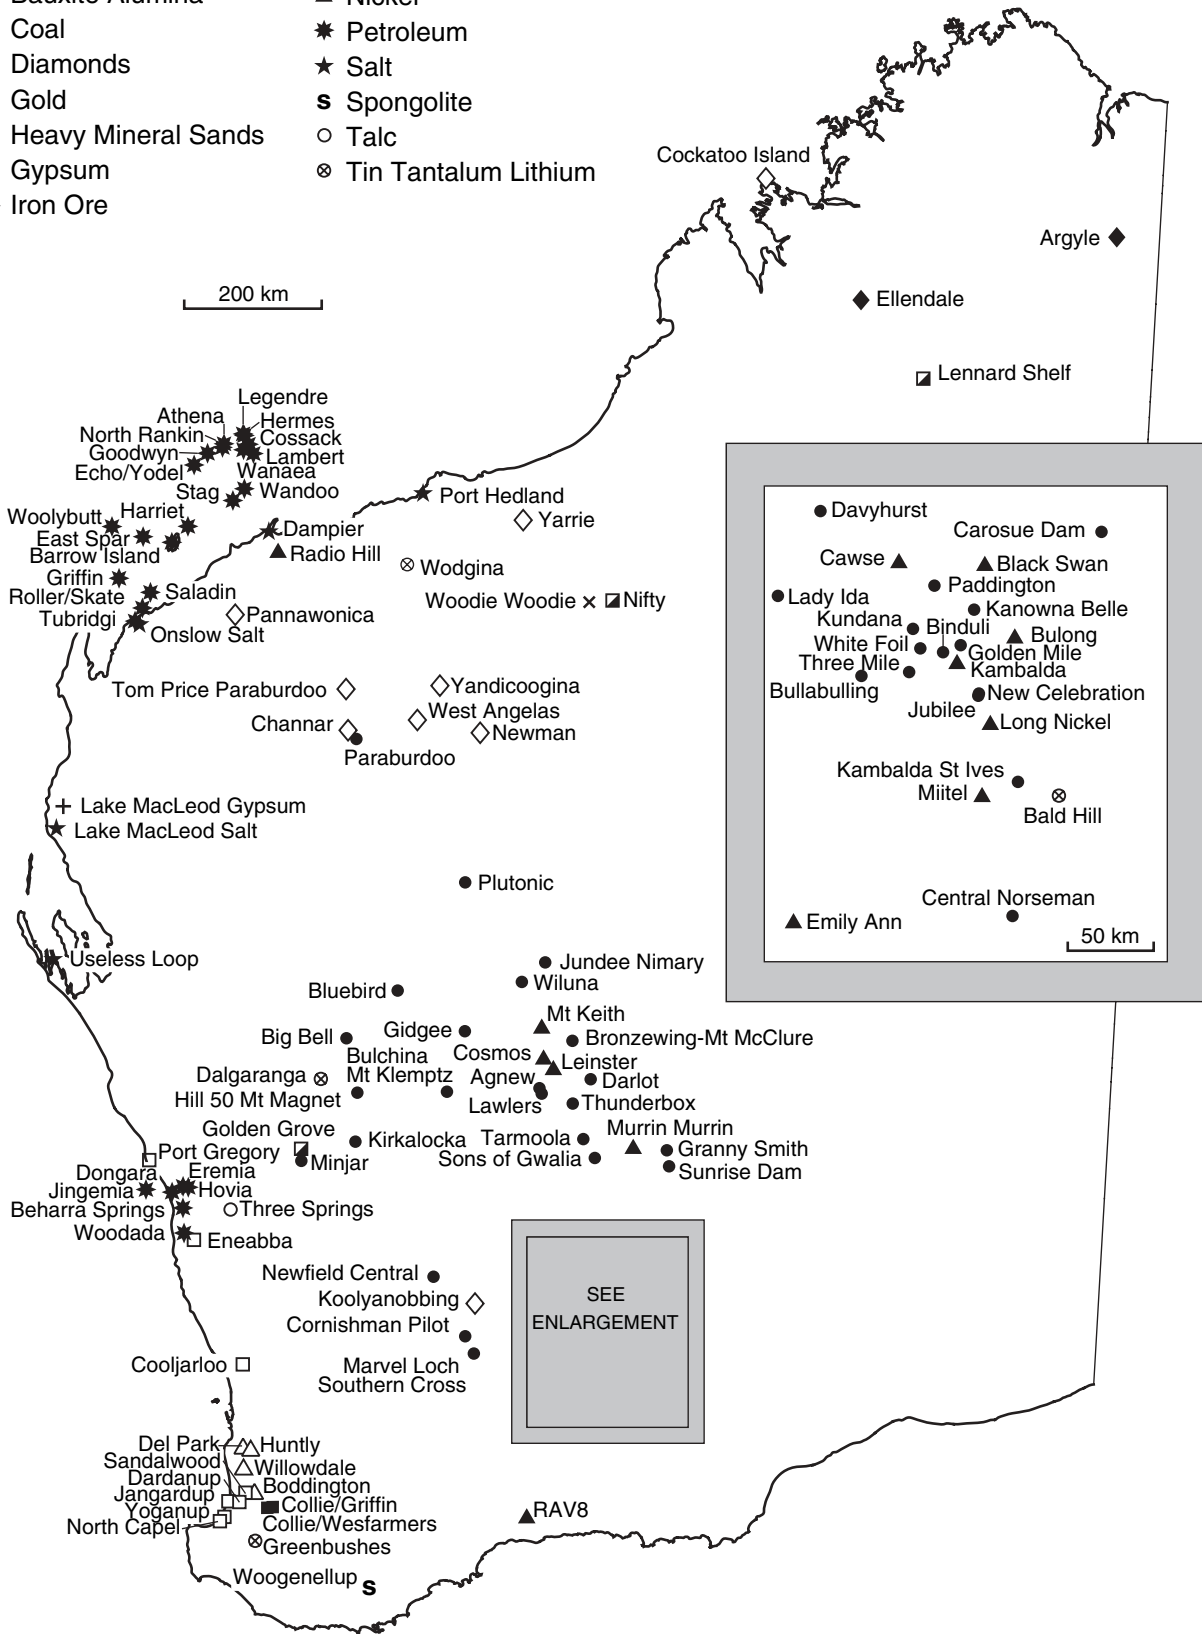 Bauxite Alumina
Coal
Diamonds
Gold
Heavy Mineral Sands
Gypsum
Iron Ore
Nickel
Petroleum
Salt
s Spongolite
Talc
Tin Tantalum Lithium
200 km
Cockatoo Island
Argyle
Ellendale
Lennard Shelf
Legendre
Athena
Hermes
North Rankin
Cossack
Goodwyn
Lambert
Echo/Yodel
Wanaea
Stag
Wandoo
Port Hedland
Woolybutt
Harriet
Dampier
Yarrie
East Spar
Barrow Island
Radio Hill
Griffin
Wodgina
Roller/Skate
Saladin
Woodie Woodie
Nifty
Tubridgi
Pannawonica
Onslow Salt
Tom Price Paraburdoo
Yandicoogina
Channar
West Angelas
Newman
Paraburdoo
Lake MacLeod Gypsum
Lake MacLeod Salt
Plutonic
Useless Loop
Jundee Nimary
Wiluna
Bluebird
Mt Keith
Big Bell
Gidgee
Bronzewing-Mt McClure
Bulchina
Cosmos
Leinster
Dalgaranga
Mt Klemptz
Agnew
Darlot
Hill 50 Mt Magnet
Lawlers
Thunderbox
Golden Grove
Kirkalocka
Tarmoola
Murrin Murrin
Port Gregory
Minjar
Sons of Gwalia
Granny Smith
Sunrise Dam
Dongara
Eremia
Jingemia
Hovia
Beharra Springs
Three Springs
Woodada
Eneabba
Newfield Central
Koolyanobbing
Cornishman Pilot
Marvel Loch
Southern Cross
SEE
ENLARGEMENT
Cooljarloo
Del Park
Huntly
Sandalwood
Willowdale
Dardanup
Boddington
Jangardup
Collie/Griffin
Yoganup
Collie/Wesfarmers
North Capel
Greenbushes
RAV8
Woogenellup s
Davyhurst
Carosue Dam
Cawse
Black Swan
Paddington
Lady Ida
Kanowna Belle
Kundana
Binduli
Bulong
White Foil
Golden Mile
Three Mile
Kambalda
Bullabulling
New Celebration
Jubilee
Long Nickel
Kambalda St Ives
Miitel
Bald Hill
Central Norseman
Emily Ann
50 km